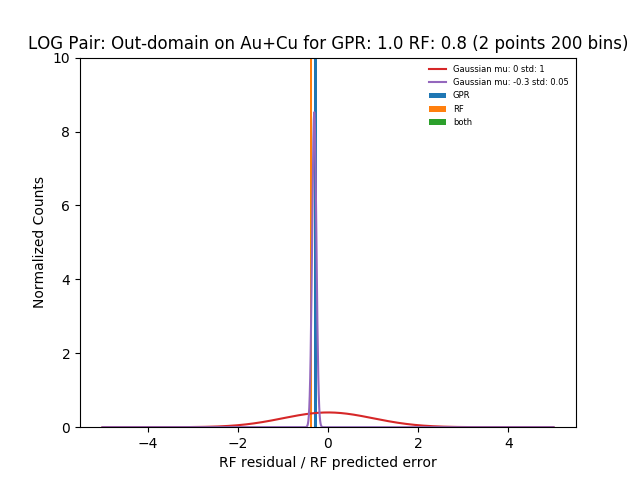 LOG Pair: Out-domain on Au+Cu for GPR: 1.0 RF: 0.8 (2 points 200 bins)
Gaussian mu: 0 std: 1
Gaussian mu: -0.3 std: 0.05
GPR
RF
both
Normalized Counts
10
8
6
4
2
0
−4 −2 0 2 4
RF residual / RF predicted error